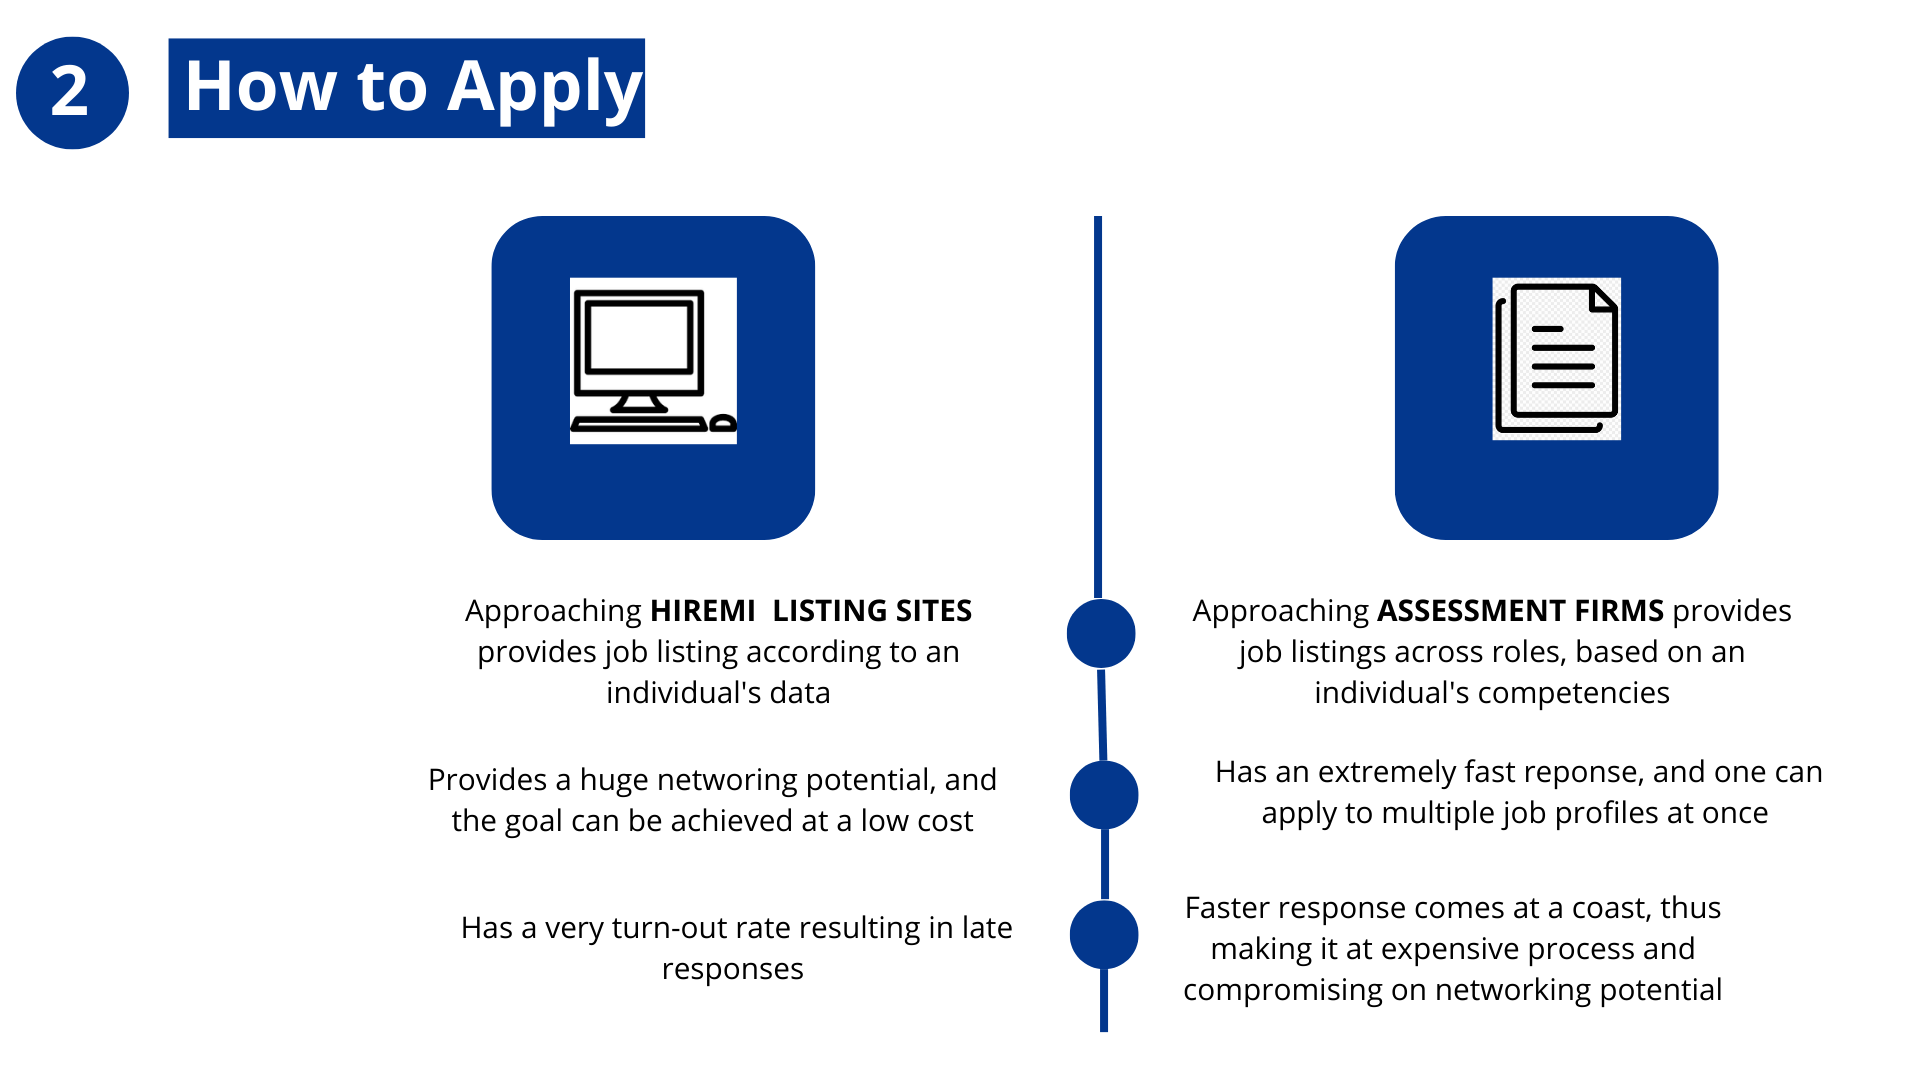 2
How to Apply
Approaching HIREMI  LISTING SITES
provides job listing according to an
individual's data
Provides a huge networing potential, and
the goal can be achieved at a low cost
Has a very turn-out rate resulting in late
responses
Approaching ASSESSMENT FIRMS provides
job listings across roles, based on an
individual's competencies
Has an extremely fast reponse, and one can
apply to multiple job profiles at once
Faster response comes at a coast, thus
making it at expensive process and
compromising on networking potential